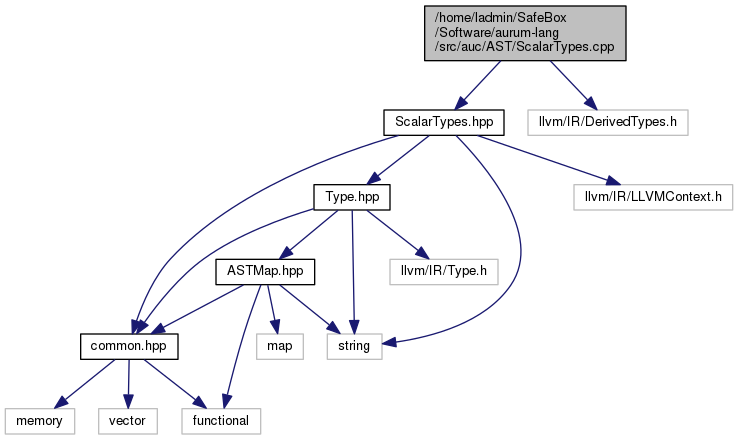 /home/ladmin/SafeBox
/Software/aurum-lang
/src/auc/AST/ScalarTypes.cpp
ScalarTypes.hpp
llvm/IR/DerivedTypes.h
Type.hpp
llvm/IR/LLVMContext.h
ASTMap.hpp
llvm/IR/Type.h
common.hpp
map
string
memory
vector
functional